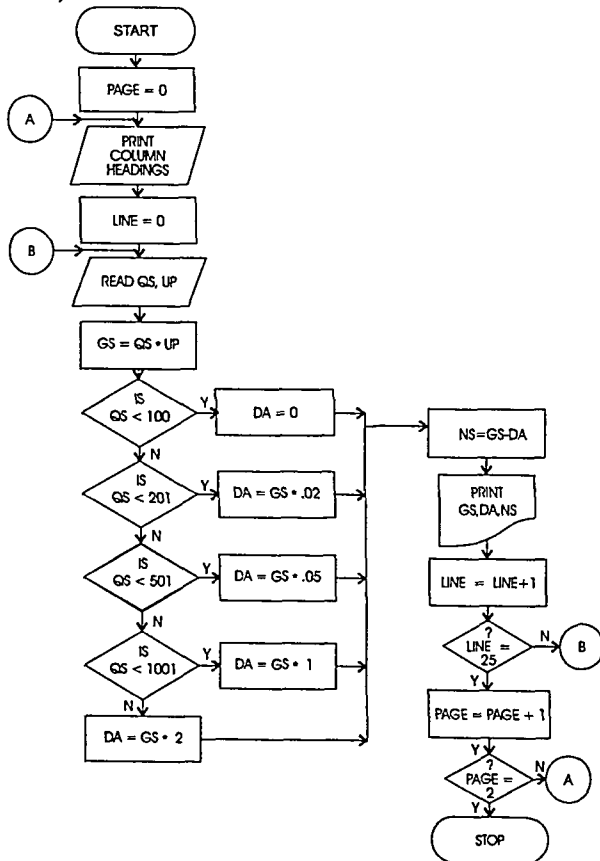 START
PAGE = 0
A
PRINT
COLUMN
HEADINGS
LINE = 0
B
READ QS, UP
GS = QS * UP
IS
QS < 100
Y
DA = 0
N
IS
QS < 201
Y
DA = GS * .02
N
IS
QS < 501
Y
DA = GS * .05
N
IS
QS < 1001
Y
DA = GS * 1
N
DA = GS * 2
NS=GS-DA
PRINT
GS,DA,NS
LINE = LINE+1
?
LINE =
25
N
B
Y
PAGE = PAGE + 1
Y
?
PAGE =
2
N
A
Y
STOP